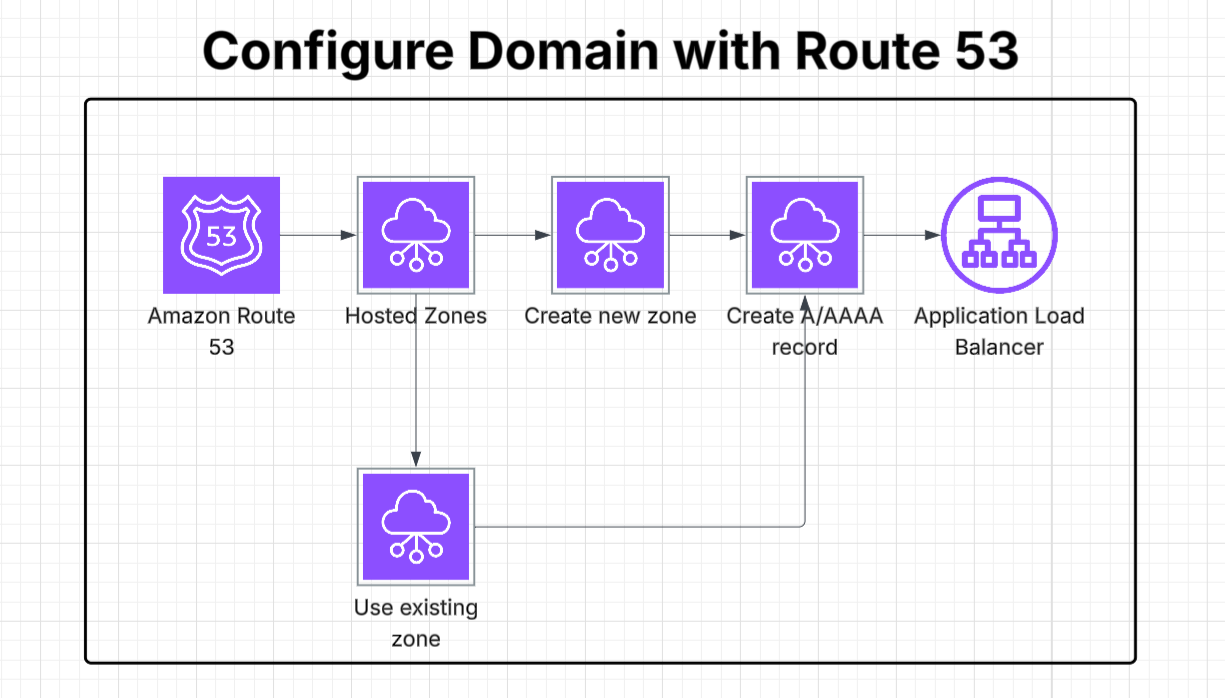 Configure Domain with Route 53
53
Amazon Route
53
Hosted Zones
Create new zone
Create A/AAAA
record
Application Load
Balancer
Use existing
zone